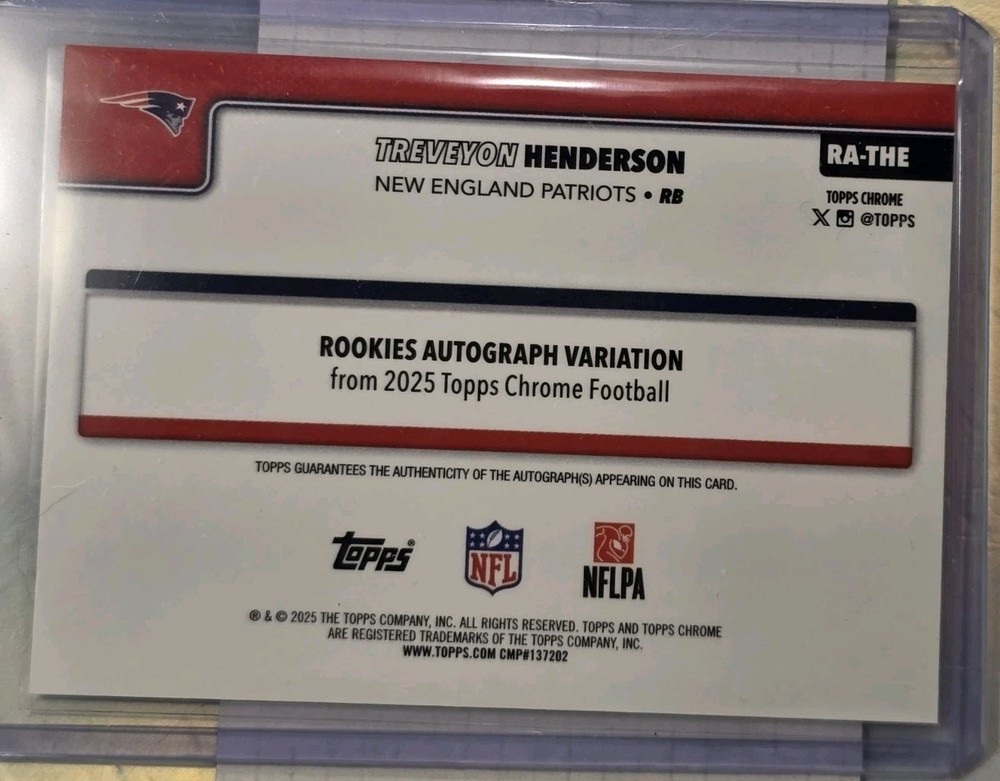 TREVEYON HENDERSON
NEW ENGLAND PATRIOTS • RB
RA-THE
TOPPS CHROME
X @TOPPS
ROOKIES AUTOGRAPH VARIATION
from 2025 Topps Chrome Football
TOPPS GUARANTEES THE AUTHENTICITY OF THE AUTOGRAPH(S) APPEARING ON THIS CARD.
Topps®
NFL
NFLPA
® & © 2025 THE TOPPS COMPANY, INC. ALL RIGHTS RESERVED. TOPPS AND TOPPS CHROME
ARE REGISTERED TRADEMARKS OF THE TOPPS COMPANY, INC.
WWW.TOPPS.COM CMP#137202